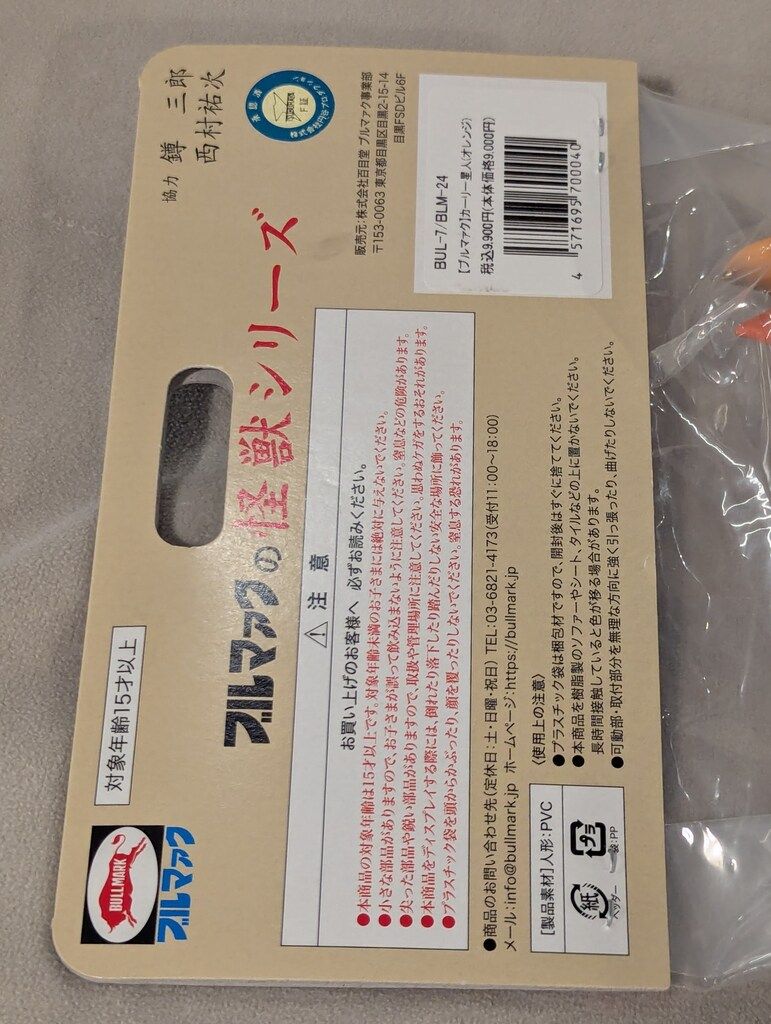 BULLMARK
ブルマァク
対象年齢15才以上
協力 鐏 三郎
西村祐次
ブルマァクの怪獣シリーズ
販売元:株式会社百目堂 ブルマァク事業部
〒153-0063 東京都目黒区目黒2-15-14
目黒FSDビル6F
BUL-7/BLM-24
【ブルマァク】カーリー星人(オレンジ)
税込9,900円(本体価格9,000円)
4 571695 700040
注 意
お買い上げのお客様へ 必ずお読みください。
●本商品の対象年齢は15才以上です。対象年齢未満のお子さまには絶対に与えないでください。
●小さな部品がありますので、お子さまが誤って飲み込まないように注意してください。窒息などの危険があります。
●尖った部品や鋭い部品がありますので、取扱や管理場所に注意してください。思わぬケガをするおそれがあります。
●本商品をディスプレイする際には、倒れたり落下したり踏んだりしない安全な場所に飾ってください。
●プラスチック袋を頭からかぶったり、顔を覆ったりしないでください。窒息する恐れがあります。
●商品のお問い合わせ先(定休日:土・日曜・祝日) TEL:03-6821-4173(受付11:00〜18:00)
メール:info@bullmark.jp ホームページ:https://bullmark.jp
[製品素材]人形:PVC
紙
ヘッダー
プラ
袋:PP
〈使用上の注意〉
●プラスチック袋は梱包材ですので、開封後はすぐに捨ててください。
●本商品を樹脂製のソファーやシート、タイルなどの上に置かないでください。
長時間接触していると色が移る場合があります。
●可動部・取付部分を無理な方向に強く引っ張ったり、曲げたりしないでください。